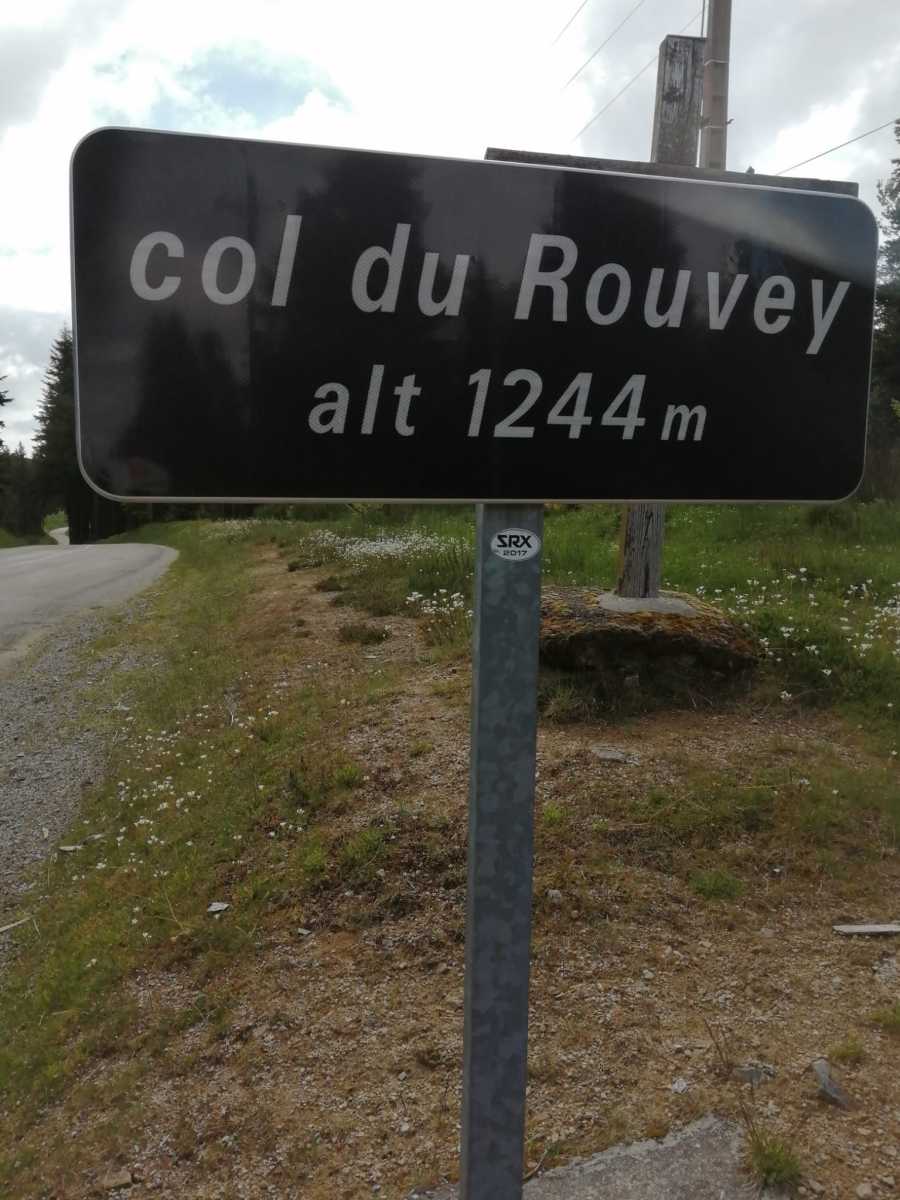 col du Rouvey
alt 1244 m
SRX
2017